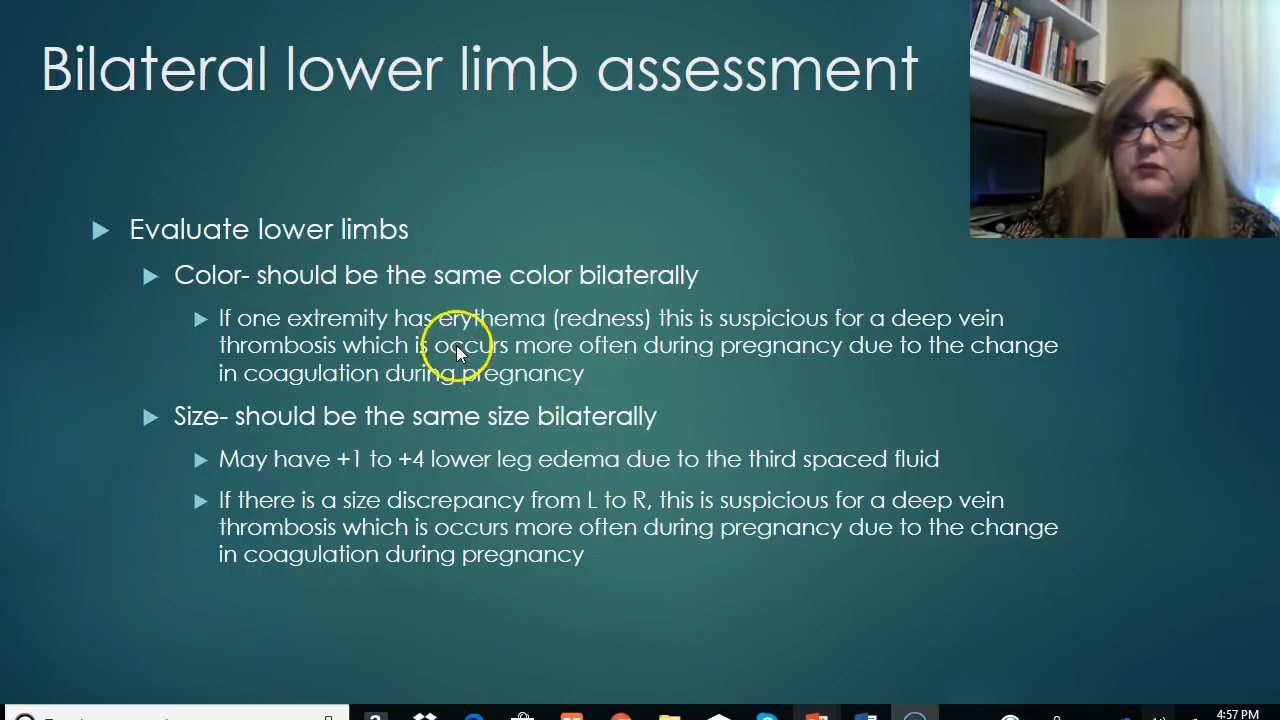 Bilateral lower limb assessment
Evaluate lower limbs
Color- should be the same color bilaterally
If one extremity has erythema (redness) this is suspicious for a deep vein
thrombosis which is occurs more often during pregnancy due to the change
in coagulation during pregnancy
Size- should be the same size bilaterally
May have +1 to +4 lower leg edema due to the third spaced fluid
If there is a size discrepancy from L to R, this is suspicious for a deep vein
thrombosis which is occurs more often during pregnancy due to the change
in coagulation during pregnancy
4:57 PM